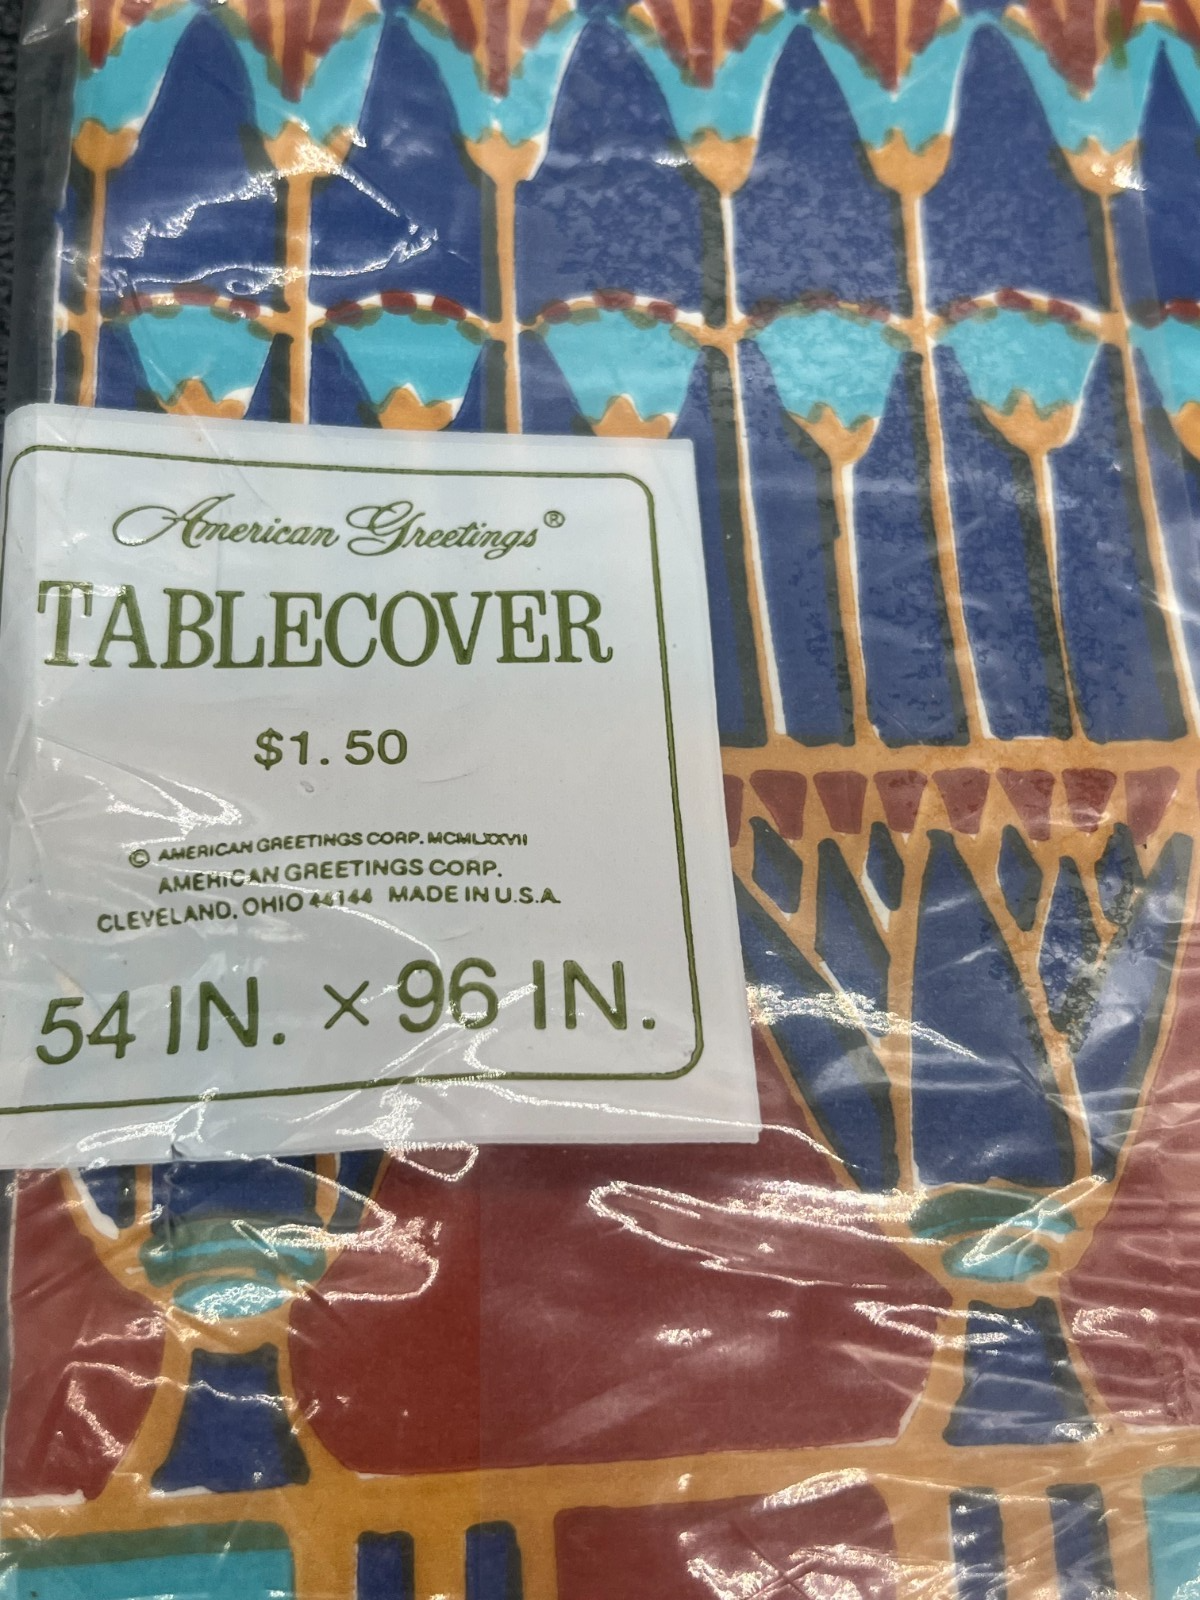 American Greetings®
TABLECOVER
$1.50
© AMERICAN GREETINGS CORP. MCMLXXVII
AMERICAN GREETINGS CORP.
CLEVELAND, OHIO 44144 MADE IN U.S.A.
54 IN. × 96 IN.